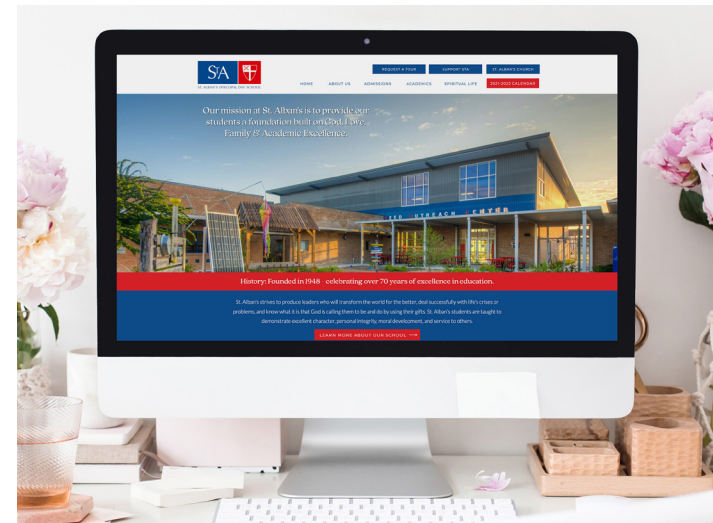 REQUEST A TOUR
SUPPORT STA
ST. ALBAN'S CHURCH
StA
ST. ALBAN'S EPISCOPAL DAY SCHOOL
HOME
ABOUT US
ADMISSIONS
ACADEMICS
SPIRITUAL LIFE
2021-2022 CALENDAR
Our mission at St. Alban's is to provide our
students a foundation built on God, Love,
Family & Academic Excellence.
OUTREACH CENTER
History: Founded in 1948 - celebrating over 70 years of excellence in education.
St. Alban's strives to produce leaders who will transform the world for the better, deal successfully with life's crises or
problems, and know what it is that God is calling them to be and do by using their gifts. St. Alban's students are taught to
demonstrate excellent character, personal integrity, moral development, and service to others.
LEARN MORE ABOUT OUR SCHOOL →